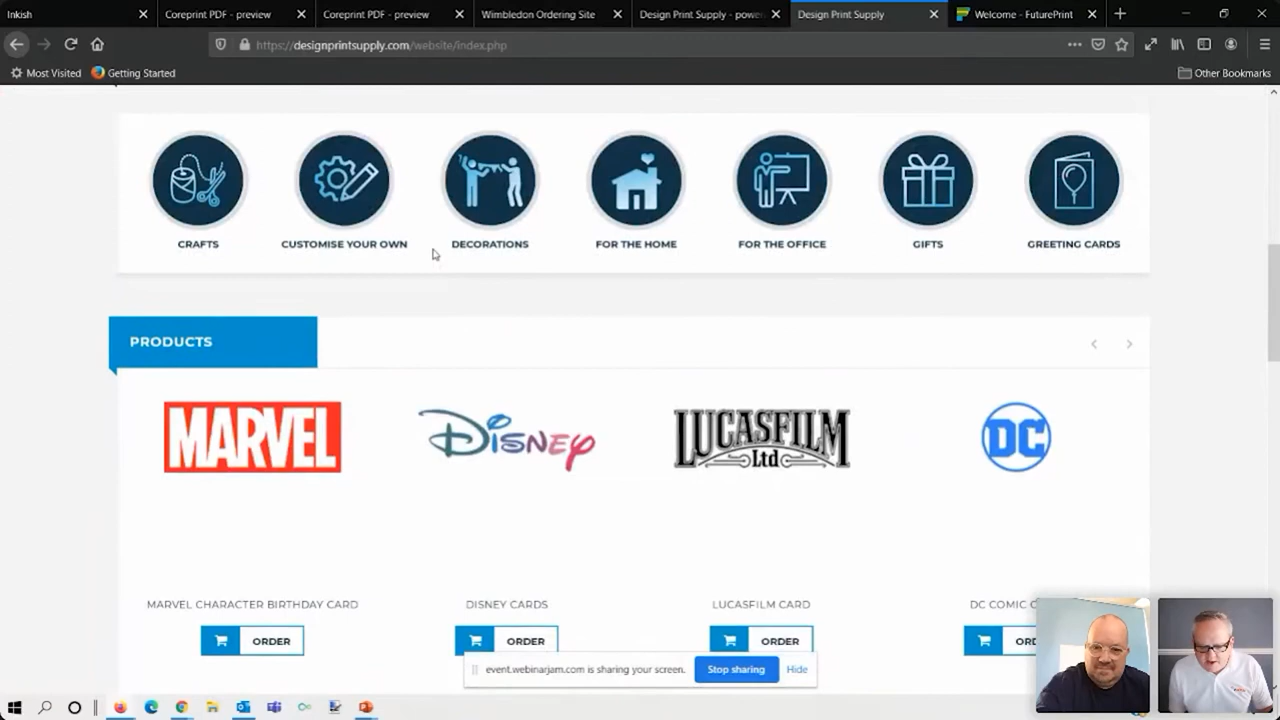 Inkish
Coreprint PDF - preview
Coreprint PDF - preview
Wimbledon Ordering Site
Design Print Supply - power
Design Print Supply
Welcome - FuturePrint
https://designprintsupply.com/website/index.php
Most Visited
Getting Started
Other Bookmarks
CRAFTS
CUSTOMISE YOUR OWN
DECORATIONS
FOR THE HOME
FOR THE OFFICE
GIFTS
GREETING CARDS
PRODUCTS
MARVEL
Disney
LUCASFILM
Ltd
DC
MARVEL CHARACTER BIRTHDAY CARD
DISNEY CARDS
LUCASFILM CARD
DC COMIC
ORDER
ORDER
ORDER
event.webinarjam.com is sharing your screen.
Stop sharing
Hide